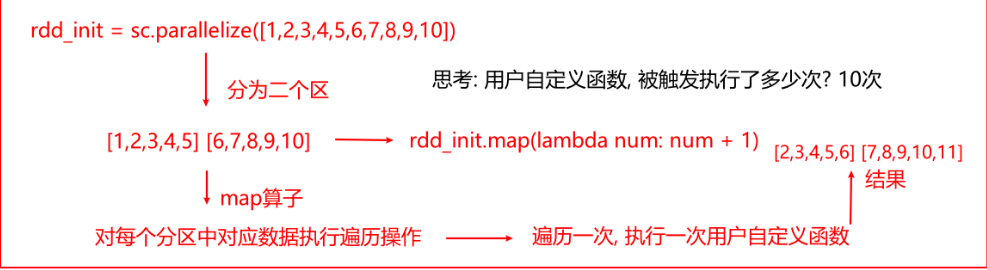 rdd_init = sc.parallelize([1,2,3,4,5,6,7,8,9,10])
思考: 用户自定义函数, 被触发执行了多少次? 10次
分为二个区
[1,2,3,4,5] [6,7,8,9,10]
rdd_init.map(lambda num: num + 1)
[2,3,4,5,6] [7,8,9,10,11]
map算子
结果
对每个分区中对应数据执行遍历操作
遍历一次, 执行一次用户自定义函数